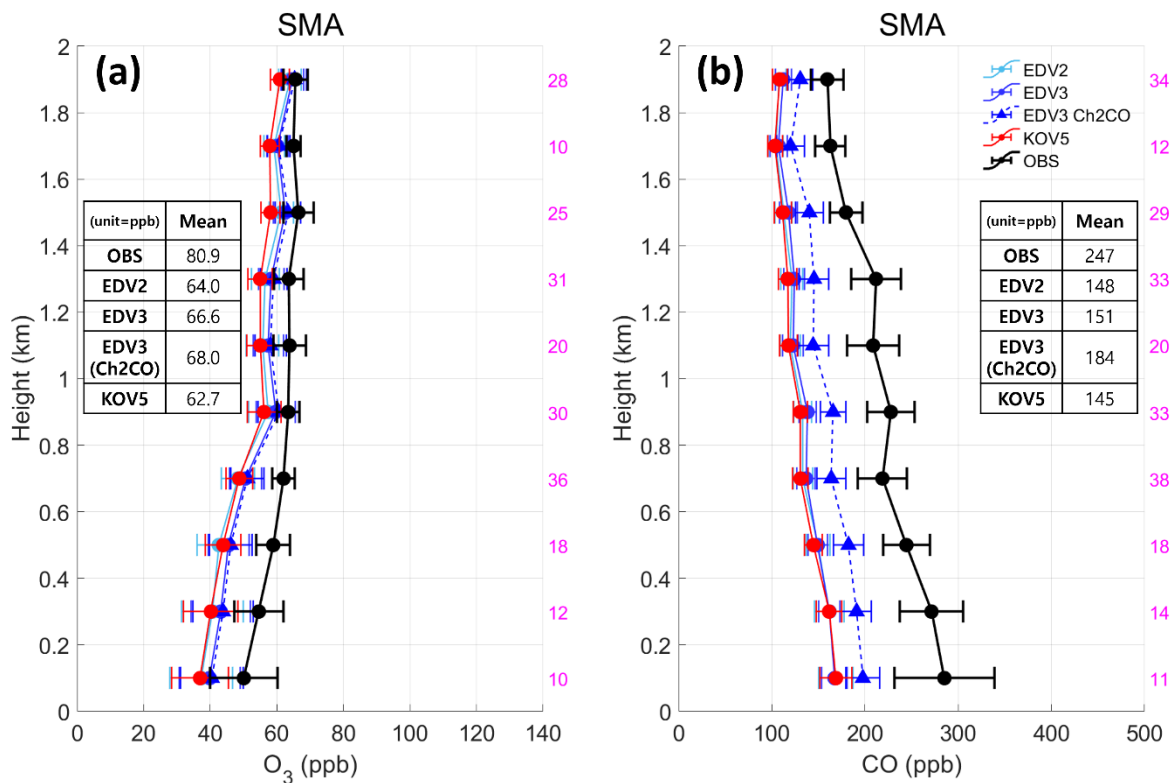 SMA
(a)
2
1.8
1.6
1.4
1.2
1
0.8
0.6
0.4
0.2
0
Height (km)
0 20 40 60 80 100 120 140
O3 (ppb)
28
10
25
31
20
30
36
18
12
10
(unit=ppb) Mean
OBS 80.9
EDV2 64.0
EDV3 66.6
EDV3
(Ch2CO) 68.0
KOV5 62.7
SMA
(b)
2
1.8
1.6
1.4
1.2
1
0.8
0.6
0.4
0.2
0
Height (km)
0 100 200 300 400 500
CO (ppb)
34
12
29
33
20
33
38
18
14
11
EDV2
EDV3
EDV3 Ch2CO
KOV5
OBS
(unit=ppb) Mean
OBS 247
EDV2 148
EDV3 151
EDV3
(Ch2CO) 184
KOV5 145